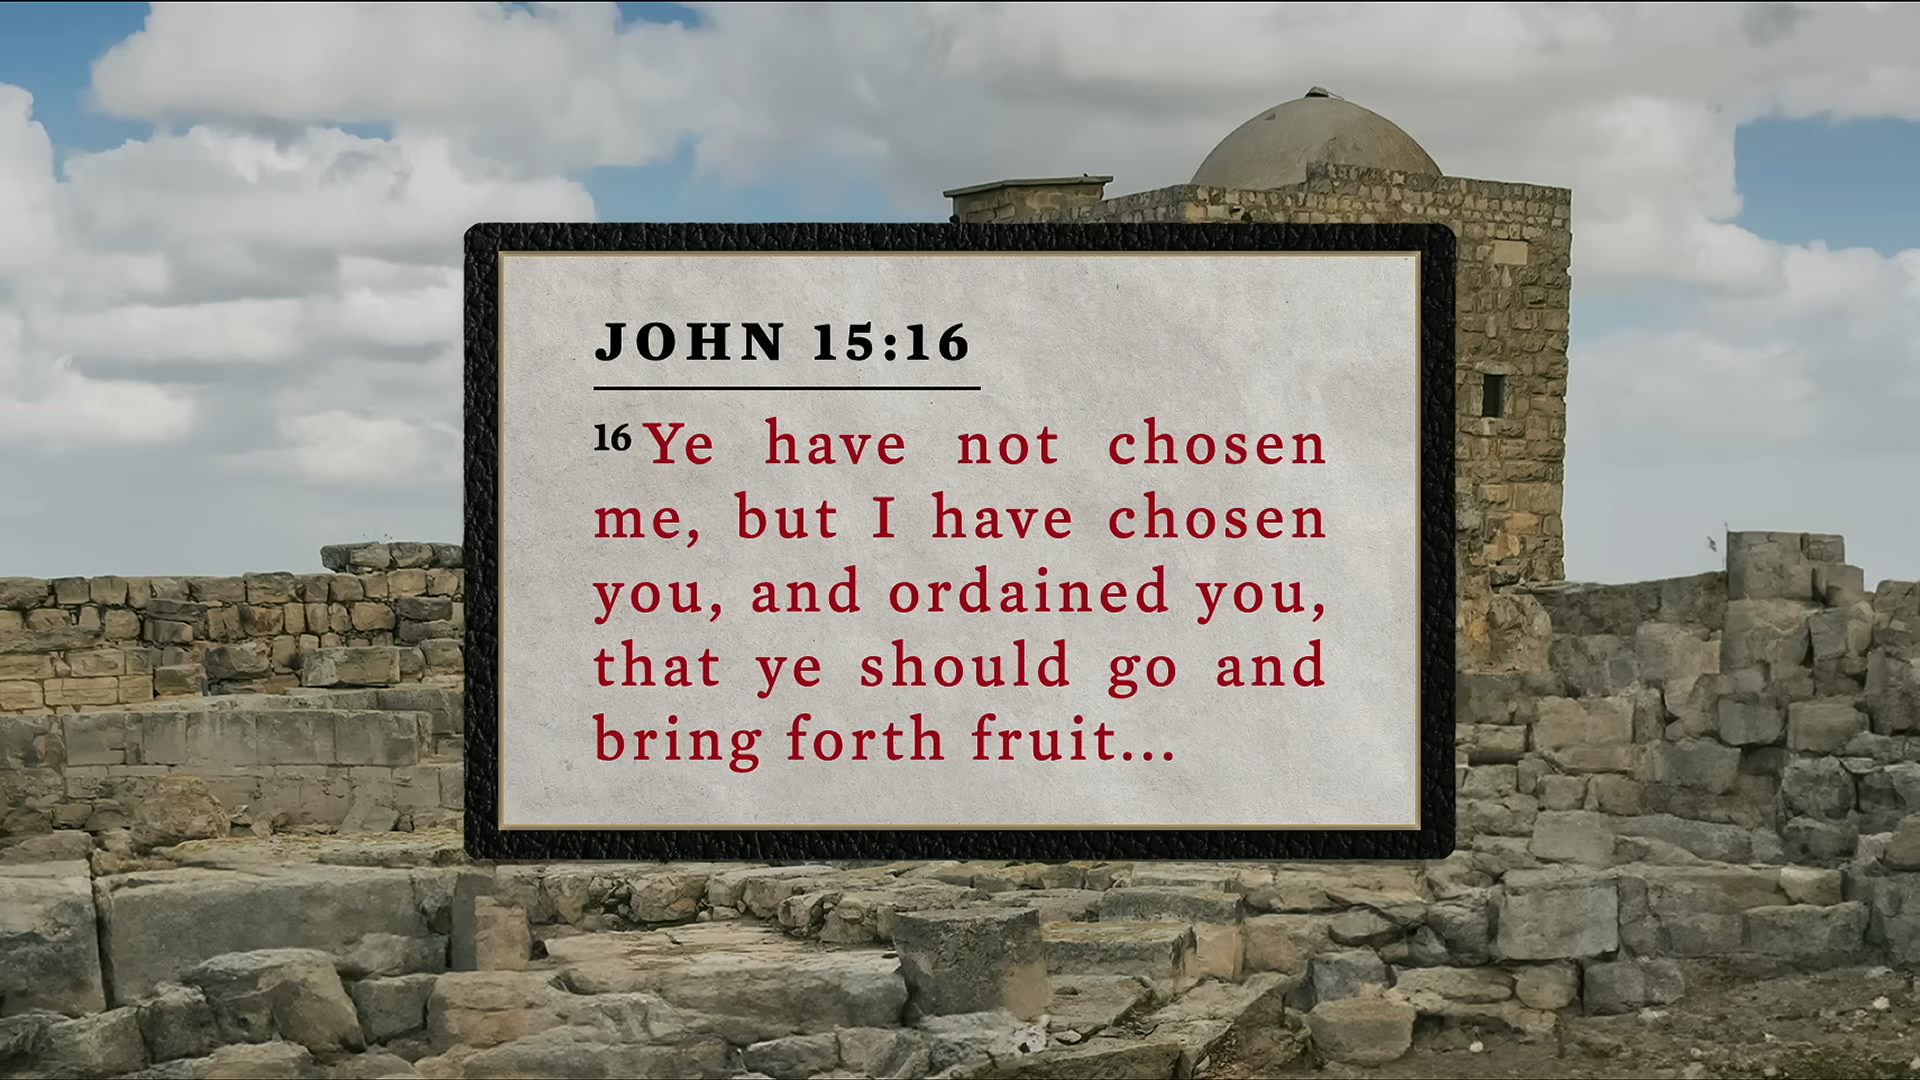 JOHN 15:16
16 Ye have not chosen
me, but I have chosen
you, and ordained you,
that ye should go and
bring forth fruit...